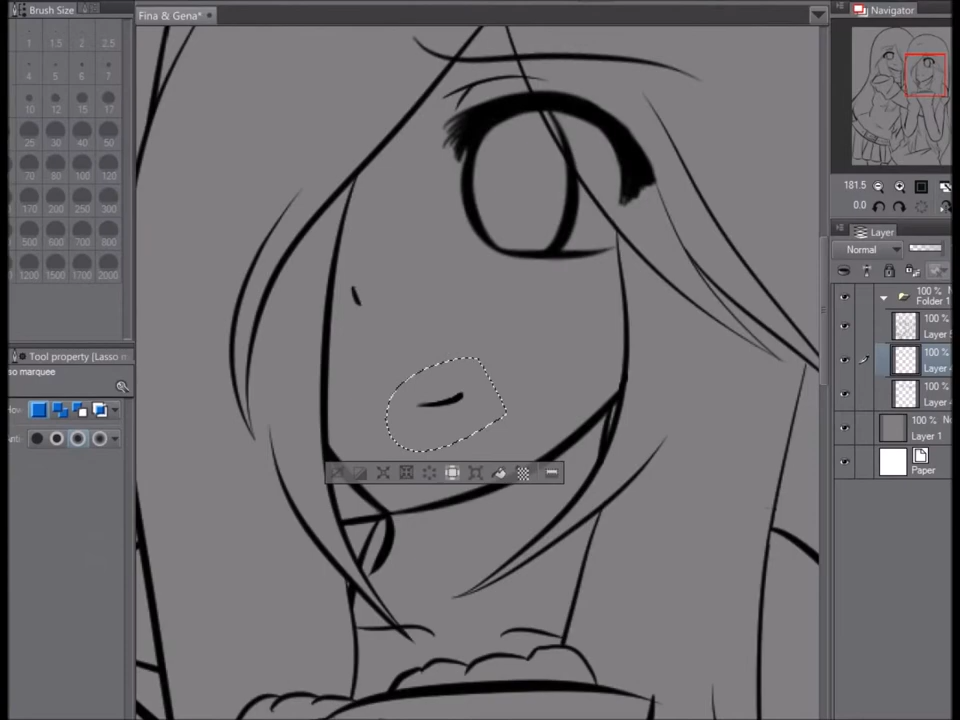 Brush Size
Fina & Gena*
Navigator
1 1.5 2 2.5
4 5 6 7
10 12 15 17
25 30 40 50
70 80 100 120
170 200 250 300
500 600 700 800
1200 1500 1700 2000
181.5
0.0
Layer
Normal
100 % N
Folder 1
100 %
Layer
100 %
Layer
100 %
Layer
100 % N
Layer 1
Paper
Tool property [Lasso m
so marquee